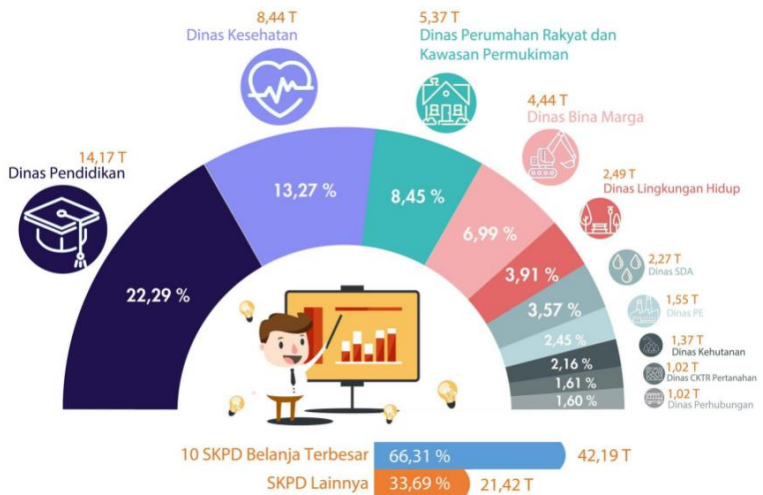 8,44 T
Dinas Kesehatan
5,37 T
Dinas Perumahan Rakyat dan
Kawasan Permukiman
4,44 T
Dinas Bina Marga
14,17 T
Dinas Pendidikan
2,49 T
Dinas Lingkungan Hidup
2,27 T
Dinas SDA
1,55 T
Dinas PE
1,37 T
Dinas Kehutanan
1,02 T
Dinas CKTR Pertanahan
1,02 T
Dinas Perhubungan
22,29 %
13,27 %
8,45 %
6,99 %
3,91 %
3,57 %
2,45 %
2,16 %
1,61 %
1,60 %
10 SKPD Belanja Terbesar 66,31 % 42,19 T
SKPD Lainnya 33,69 % 21,42 T